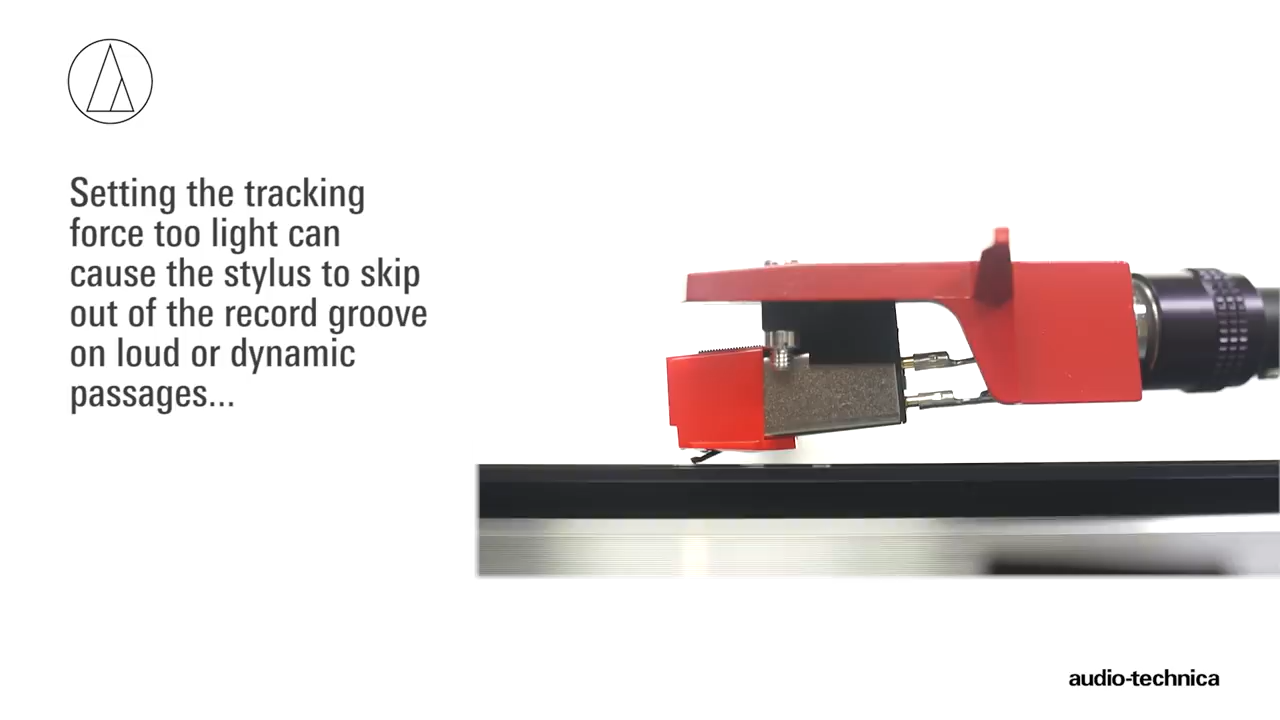 Setting the tracking
force too light can
cause the stylus to skip
out of the record groove
on loud or dynamic
passages...
audio-technica